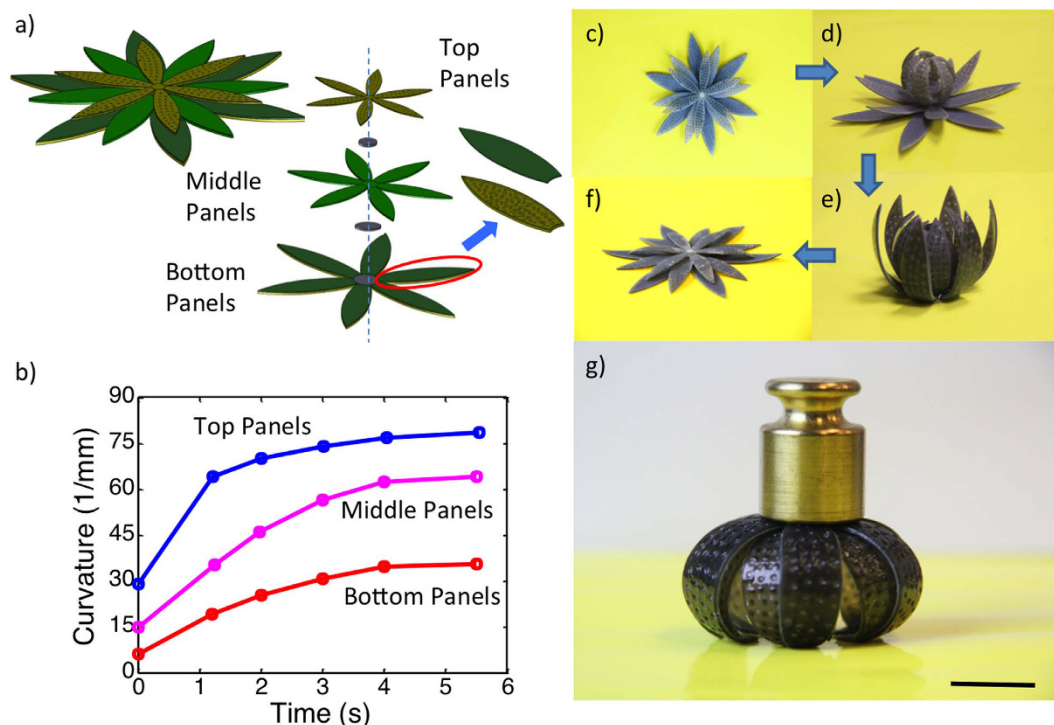 a)
Top
Panels
Middle
Panels
Bottom
Panels
b)
90
75
60
45
30
15
0
Curvature (1/mm)
Top Panels
Middle Panels
Bottom Panels
0 1 2 3 4 5 6
Time (s)
c)
d)
f)
e)
g)